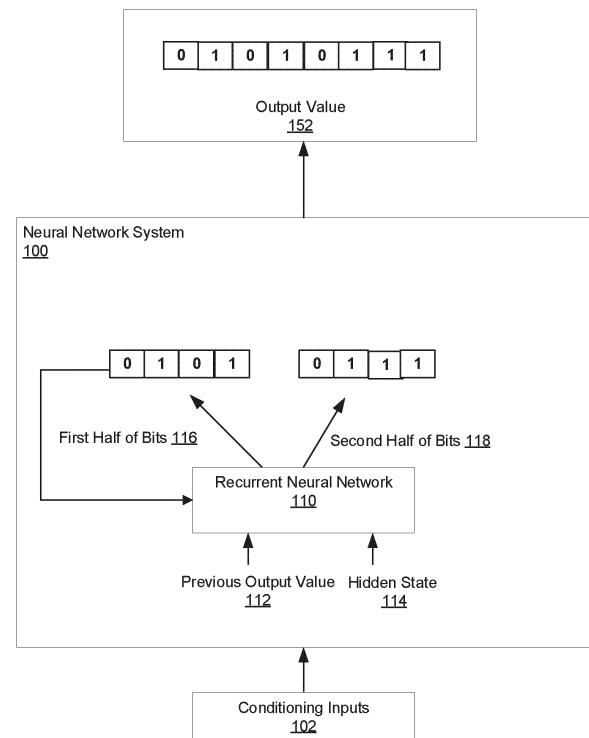 0 1 0 1 0 1 1 1
Output Value
152
Neural Network System
100
0 1 0 1
0 1 1 1
First Half of Bits 116
Second Half of Bits 118
Recurrent Neural Network
110
Previous Output Value
112
Hidden State
114
Conditioning Inputs
102